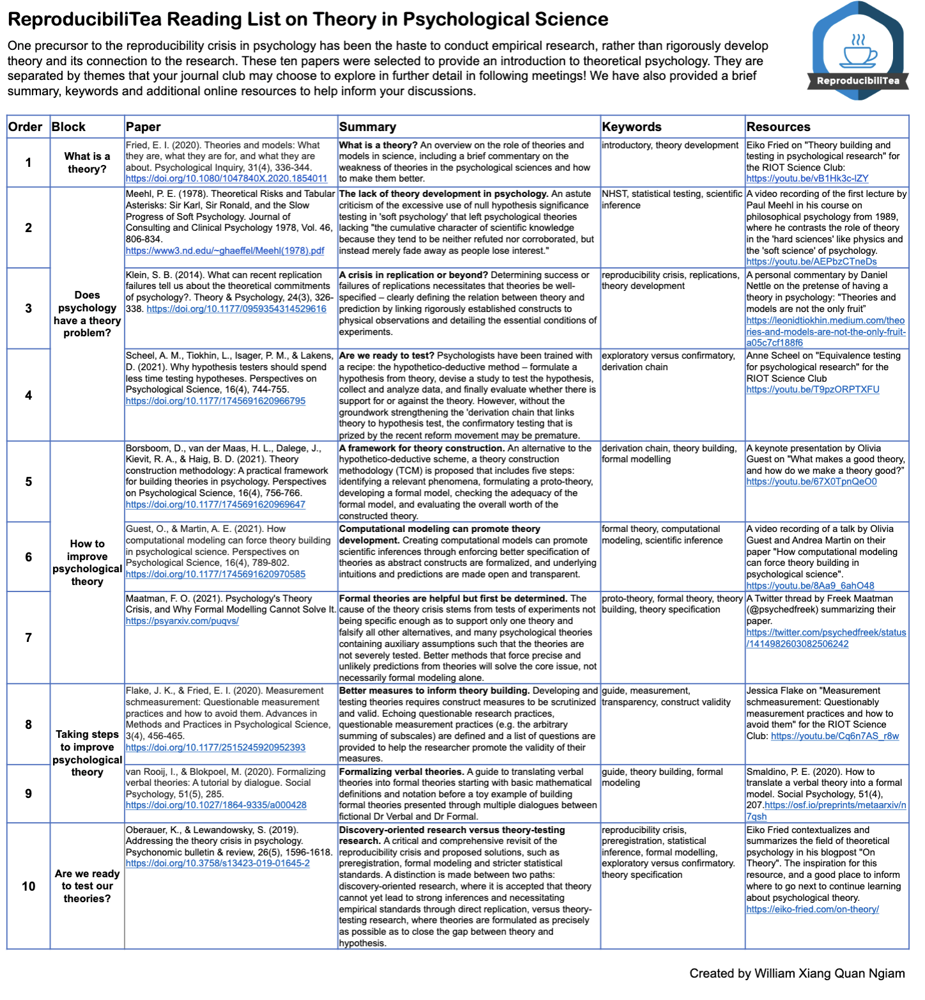 ReproducibiliTea Reading List on Theory in Psychological Science
One precursor to the reproducibility crisis in psychology has been the haste to conduct empirical research, rather than rigorously develop
theory and its connection to the research. These ten papers were selected to provide an introduction to theoretical psychology. They are
separated by themes that your journal club may choose to explore in further detail in following meetings! We have also provided a brief
summary, keywords and additional online resources to help inform your discussions.
ReproducibiliTea
Order Block Paper Summary Keywords Resources
1
What is a
theory?
Fried, E. I. (2020). Theories and models: What
they are, what they are for, and what they are
about. Psychological Inquiry, 31(4), 336-344.
https://doi.org/10.1080/1047840X.2020.1854011
What is a theory? An overview on the role of theories and
models in science, including a brief commentary on the
weakness of theories in the psychological sciences and how
to make them better.
introductory, theory development
Eiko Fried on "Theory building and
testing in psychological research" for
the RIOT Science Club:
https://youtu.be/vB1Hk3c-lZY
2
Does
psychology
have a theory
problem?
Meehl, P. E. (1978). Theoretical Risks and Tabular
Asterisks: Sir Karl, Sir Ronald, and the Slow
Progress of Soft Psychology. Journal of
Consulting and Clinical Psychology 1978, Vol. 46,
806-834.
https://www3.nd.edu/~ghaeffel/Meehl(1978).pdf
The lack of theory development in psychology. An astute
criticism of the excessive use of null hypothesis significance
testing in 'soft psychology' that left psychological theories
lacking "the cumulative character of scientific knowledge
because they tend to be neither refuted nor corroborated, but
instead merely fade away as people lose interest."
NHST, statistical testing, scientific
inference
A video recording of the first lecture by
Paul Meehl in his course on
philosophical psychology from 1989,
where he contrasts the role of theory
in the 'hard sciences' like physics and
the 'soft science' of psychology.
https://youtu.be/AEPbzCTneDs
3
Klein, S. B. (2014). What can recent replication
failures tell us about the theoretical commitments
of psychology?. Theory & Psychology, 24(3), 326-
338. https://doi.org/10.1177/0959354314529616
A crisis in replication or beyond? Determining success or
failures of replications necessitates that theories be well-
specified – clearly defining the relation between theory and
prediction by linking rigorously established constructs to
physical observations and detailing the essential conditions of
experiments.
reproducibility crisis, replications,
theory development
A personal commentary by Daniel
Nettle on the pretense of having a
theory in psychology: "Theories and
models are not the only fruit”
https://leonidtiokhin.medium.com/theo
ries-and-models-are-not-the-only-fruit-
a05c7cf188f6
4
Scheel, A. M., Tiokhin, L., Isager, P. M., & Lakens,
D. (2021). Why hypothesis testers should spend
less time testing hypotheses. Perspectives on
Psychological Science, 16(4), 744-755.
https://doi.org/10.1177/1745691620966795
Are we ready to test? Psychologists have been trained with
a recipe: the hypothetico-deductive method – formulate a
hypothesis from theory, devise a study to test the hypothesis,
collect and analyze data, and finally evaluate whether there is
support for or against the theory. However, without the
groundwork strengthening the 'derivation chain that links
theory to hypothesis test, the confirmatory testing that is
prized by the recent reform movement may be premature.
exploratory versus confirmatory,
derivation chain
Anne Scheel on "Equivalence testing
for psychological research" for the
RIOT Science Club
https://youtu.be/T9pzORPTXFU
5
How to
improve
psychological
theory
Borsboom, D., van der Maas, H. L., Dalege, J.,
Kievit, R. A., & Haig, B. D. (2021). Theory
construction methodology: A practical framework
for building theories in psychology. Perspectives
on Psychological Science, 16(4), 756-766.
https://doi.org/10.1177/1745691620969647
A framework for theory construction. An alternative to the
hypothetico-deductive scheme, a theory construction
methodology (TCM) is proposed that includes five steps:
identifying a relevant phenomena, formulating a proto-theory,
developing a formal model, checking the adequacy of the
formal model, and evaluating the overall worth of the
constructed theory.
derivation chain, theory building,
formal modelling
A keynote presentation by Olivia
Guest on "What makes a good theory,
and how do we make a theory good?”
https://youtu.be/67X0TpnQeO0
6
Guest, O., & Martin, A. E. (2021). How
computational modeling can force theory building
in psychological science. Perspectives on
Psychological Science, 16(4), 789-802.
https://doi.org/10.1177/1745691620970585
Computational modeling can promote theory
development. Creating computational models can promote
scientific inferences through enforcing better specification of
theories as abstract constructs are formalized, and underlying
intuitions and predictions are made open and transparent.
formal theory, computational
modeling, scientific inference
A video recording of a talk by Olivia
Guest and Andrea Martin on their
paper "How computational modeling
can force theory building in
psychological science".
https://youtu.be/8Aa9_6ahO48
7
Maatman, F. O. (2021). Psychology's Theory
Crisis, and Why Formal Modelling Cannot Solve It.
https://psyarxiv.com/puqvs/
Formal theories are helpful but first be determined. The
cause of the theory crisis stems from tests of experiments not
being specific enough as to support only one theory and
falsify all other alternatives, and many psychological theories
containing auxiliary assumptions such that the theories are
not severely tested. Better methods that force precise and
unlikely predictions from theories will solve the core issue, not
necessarily formal modeling alone.
proto-theory, formal theory, theory
building, theory specification
A Twitter thread by Freek Maatman
(@psychedfreek) summarizing their
paper.
https://twitter.com/psychedfreek/status
/1414982603082506242
8
Taking steps
to improve
psychological
theory
Flake, J. K., & Fried, E. I. (2020). Measurement
schmeasurement: Questionable measurement
practices and how to avoid them. Advances in
Methods and Practices in Psychological Science,
3(4), 456-465.
https://doi.org/10.1177/2515245920952393
Better measures to inform theory building. Developing and
testing theories requires construct measures to be scrutinized
and valid. Echoing questionable research practices,
questionable measurement practices (e.g. the arbitrary
summing of subscales) are defined and a list of questions are
provided to help the researcher promote the validity of their
measures.
guide, measurement,
transparency, construct validity
Jessica Flake on "Measurement
schmeasurement: Questionably
measurement practices and how to
avoid them" for the RIOT Science
Club: https://youtu.be/Cq6n7AS_r8w
9
van Rooij, I., & Blokpoel, M. (2020). Formalizing
verbal theories: A tutorial by dialogue. Social
Psychology, 51(5), 285.
https://doi.org/10.1027/1864-9335/a000428
Formalizing verbal theories. A guide to translating verbal
theories into formal theories starting with basic mathematical
definitions and notation before a toy example of building
formal theories presented through multiple dialogues between
fictional Dr Verbal and Dr Formal.
guide, theory building, formal
modeling
Smaldino, P. E. (2020). How to
translate a verbal theory into a formal
model. Social Psychology, 51(4),
207.https://osf.io/preprints/metaarxiv/n
7qsh
10
Are we ready
to test our
theories?
Oberauer, K., & Lewandowsky, S. (2019).
Addressing the theory crisis in psychology.
Psychonomic bulletin & review, 26(5), 1596-1618.
https://doi.org/10.3758/s13423-019-01645-2
Discovery-oriented research versus theory-testing
research. A critical and comprehensive revisit of the
reproducibility crisis and proposed solutions, such as
preregistration, formal modeling and stricter statistical
standards. A distinction is made between two paths:
discovery-oriented research, where it is accepted that theory
cannot yet lead to strong inferences and necessitating
empirical standards through direct replication, versus theory-
testing research, where theories are formulated as precisely
as possible as to close the gap between theory and
hypothesis.
reproducibility crisis,
preregistration, statistical
inference, formal modelling,
exploratory versus confirmatory.
theory specification
Eiko Fried contextualizes and
summarizes the field of theoretical
psychology in his blogpost "On
Theory". The inspiration for this
resource, and a good place to inform
where to go next to continue learning
about psychological theory.
https://eiko-fried.com/on-theory/
Created by William Xiang Quan Ngiam